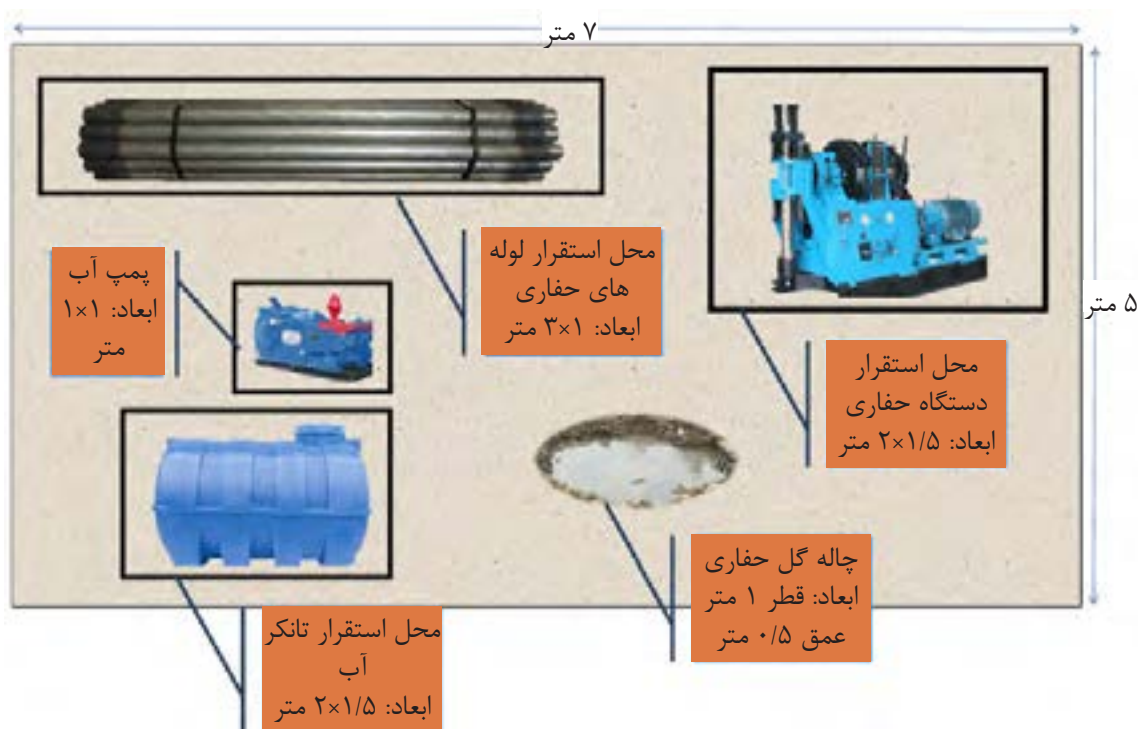 ۷ متر
۵ متر
محل استقرار لوله
های حفاری
ابعاد: ۱×۳ متر
پمپ آب
ابعاد: ۱×۱
متر
محل استقرار
دستگاه حفاری
ابعاد: ۱/۵×۲ متر
چاله گل حفاری
ابعاد: قطر ۱ متر
عمق ۰/۵ متر
محل استقرار تانکر
آب
ابعاد: ۱/۵×۲ متر